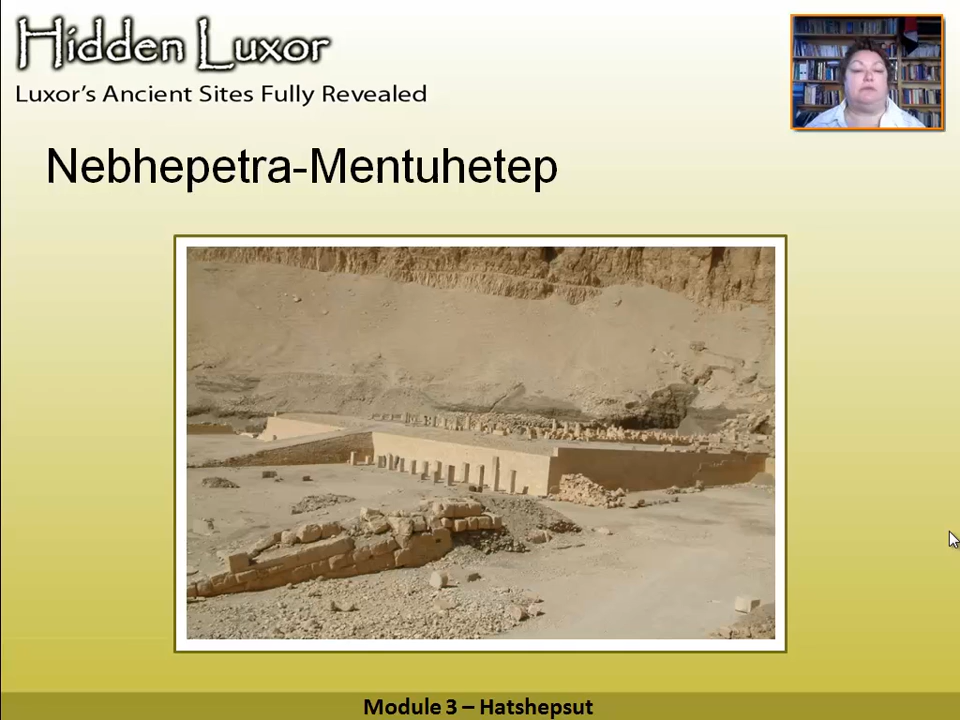 Hidden Luxor
Luxor's Ancient Sites Fully Revealed
Nebhepetra-Mentuhetep
Module 3 – Hatshepsut